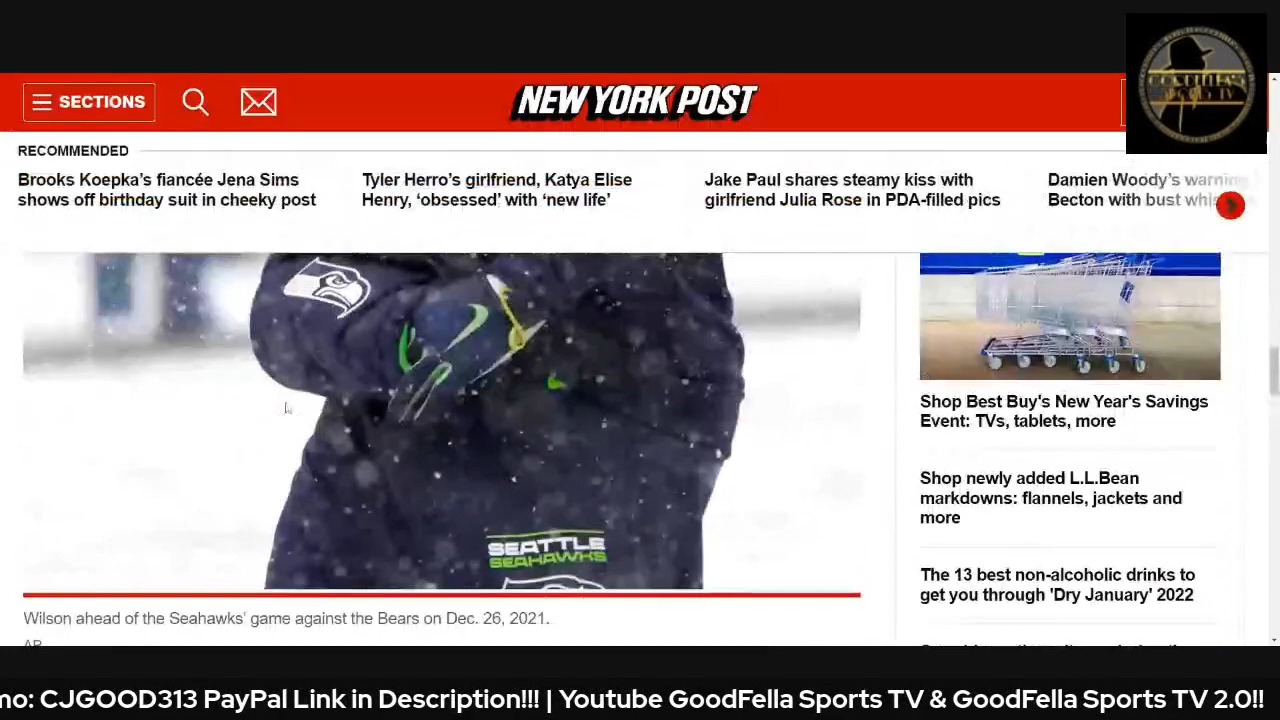 SECTIONS
NEW YORK POST
GOODFELLA'S
SPORTS TV
RECOMMENDED
Brooks Koepka’s fiancée Jena Sims
shows off birthday suit in cheeky post
Tyler Herro’s girlfriend, Katya Elise
Henry, ‘obsessed’ with ‘new life’
Jake Paul shares steamy kiss with
girlfriend Julia Rose in PDA-filled pics
Damien Woody’s warning
Becton with bust
SEATTLE
SEAHAWKS
Wilson ahead of the Seahawks’ game against the Bears on Dec. 26, 2021.
Shop Best Buy's New Year's Savings
Event: TVs, tablets, more
Shop newly added L.L.Bean
markdowns: flannels, jackets and
more
The 13 best non-alcoholic drinks to
get you through 'Dry January' 2022
mo: CJGOOD313 PayPal Link in Description!!! | Youtube GoodFella Sports TV & GoodFella Sports TV 2.0!!